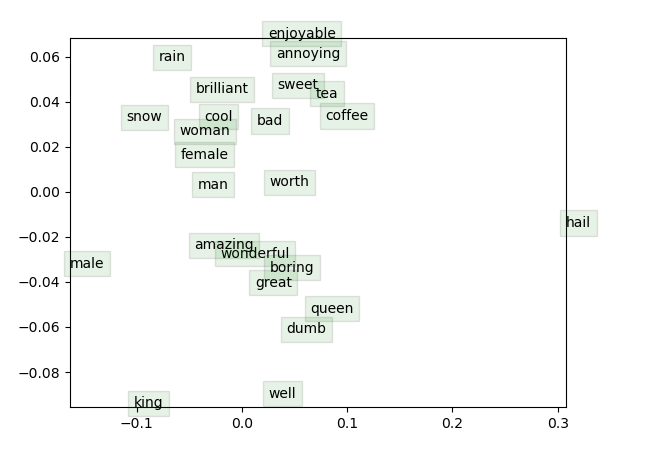 enjoyable
0.06
rain
annoying
brilliant
sweet
tea
0.04
snow
cool
bad
coffee
woman
0.02
female
man
worth
0.00
hail
−0.02
amazing
wonderful
male
boring
−0.04
great
queen
dumb
−0.06
−0.08
well
king
−0.1 0.0 0.1 0.2 0.3